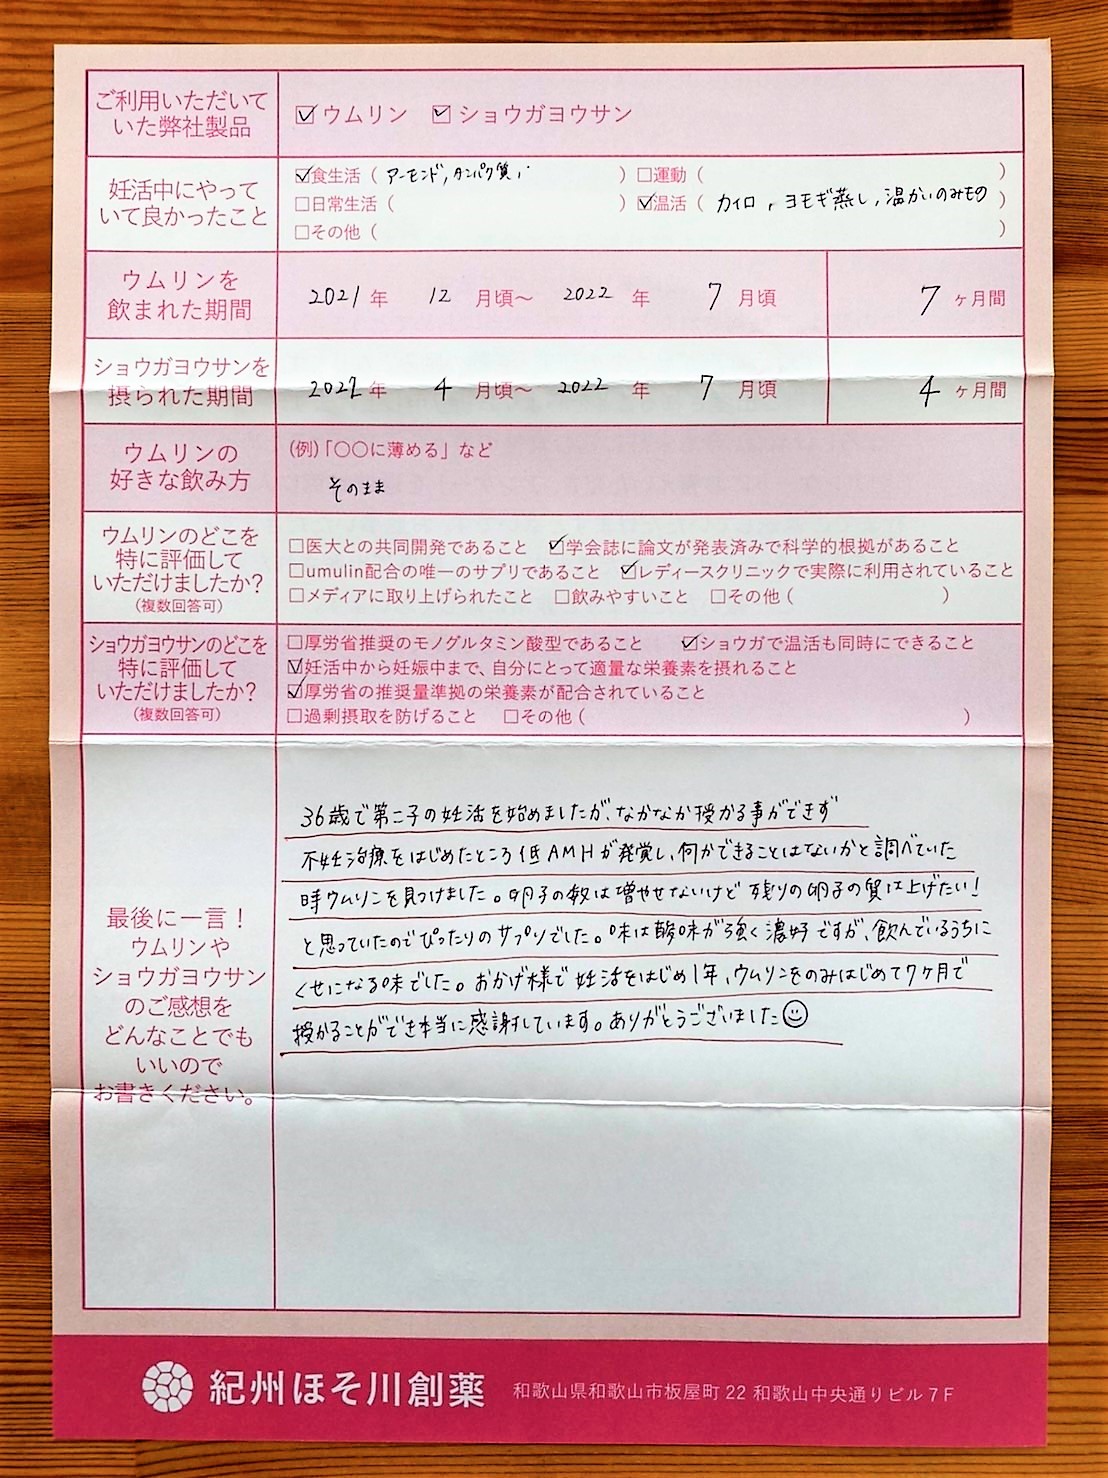 ご利用いただいて
いた弊社製品
☑ウムリン ☑ショウガヨウサン
妊活中にやって
いて良かったこと
☑食生活（アーモンド,タンパク質,）□運動（ ）
□日常生活（ ）☑温活（カイロ,ヨモギ蒸し,温かいのみもの）
□その他（ ）
ウムリンを
飲まれた期間
2021年 12月頃〜 2022年 7月頃 7ヶ月間
ショウガヨウサンを
摂られた期間
2022年 4月頃〜 2022年 7月頃 4ヶ月間
ウムリンの
好きな飲み方
(例)「〇〇に薄める」など
そのまま
ウムリンのどこを
特に評価して
いただけましたか?
(複数回答可)
□医大との共同開発であること ☑学会誌に論文が発表済みで科学的根拠があること
□umulin配合の唯一のサプリであること ☑レディースクリニックで実際に利用されていること
□メディアに取り上げられたこと □飲みやすいこと □その他（ ）
ショウガヨウサンのどこを
特に評価して
いただけましたか?
(複数回答可)
□厚労省推奨のモノグルタミン酸型であること ☑ショウガで温活も同時にできること
☑妊活中から妊娠中まで、自分にとって適量な栄養素を摂れること
☑厚労省の推奨量準拠の栄養素が配合されていること
□過剰摂取を防げること □その他（ ）
最後に一言！
ウムリンや
ショウガヨウサン
のご感想を
どんなことでも
いいので
お書きください。
36歳で第二子の妊活を始めましたが、なかなか授かる事ができず
不妊治療をはじめたところ低AMHが発覚し、何かできることはないかと調べていた
時ウムリンを見つけました。卵子の数は増やせないけど残りの卵子の質は上げたい！
と思っていたのでぴったりのサプリでした。味は酸味が強く濃好ですが、飲んでいるうちに
くせになる味でした。おかげ様で妊活をはじめ1年、ウムリンをのみはじめて7ヶ月で
授かることができ本当に感謝しています。ありがとうございました☺
紀州ほそ川創薬 和歌山県和歌山市板屋町22 和歌山中央通りビル7F